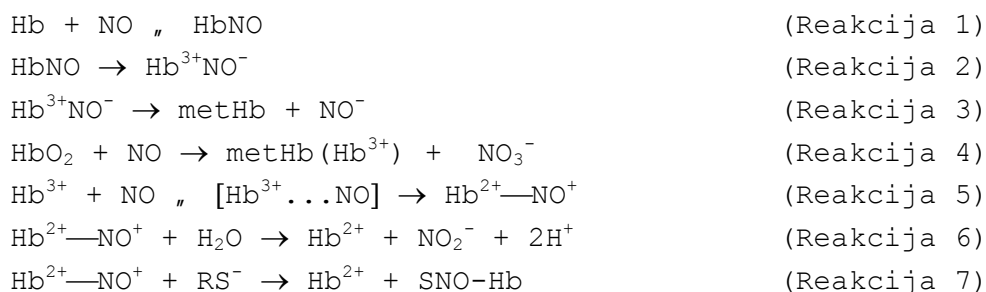 Hb + NO „ HbNO (Reakcija 1)
HbNO → Hb³⁺NO⁻ (Reakcija 2)
Hb³⁺NO⁻ → metHb + NO⁻ (Reakcija 3)
HbO₂ + NO → metHb(Hb³⁺) + NO₃⁻ (Reakcija 4)
Hb³⁺ + NO „ [Hb³⁺...NO] → Hb²⁺—NO⁺ (Reakcija 5)
Hb²⁺—NO⁺ + H₂O → Hb²⁺ + NO₂⁻ + 2H⁺ (Reakcija 6)
Hb²⁺—NO⁺ + RS⁻ → Hb²⁺ + SNO-Hb (Reakcija 7)